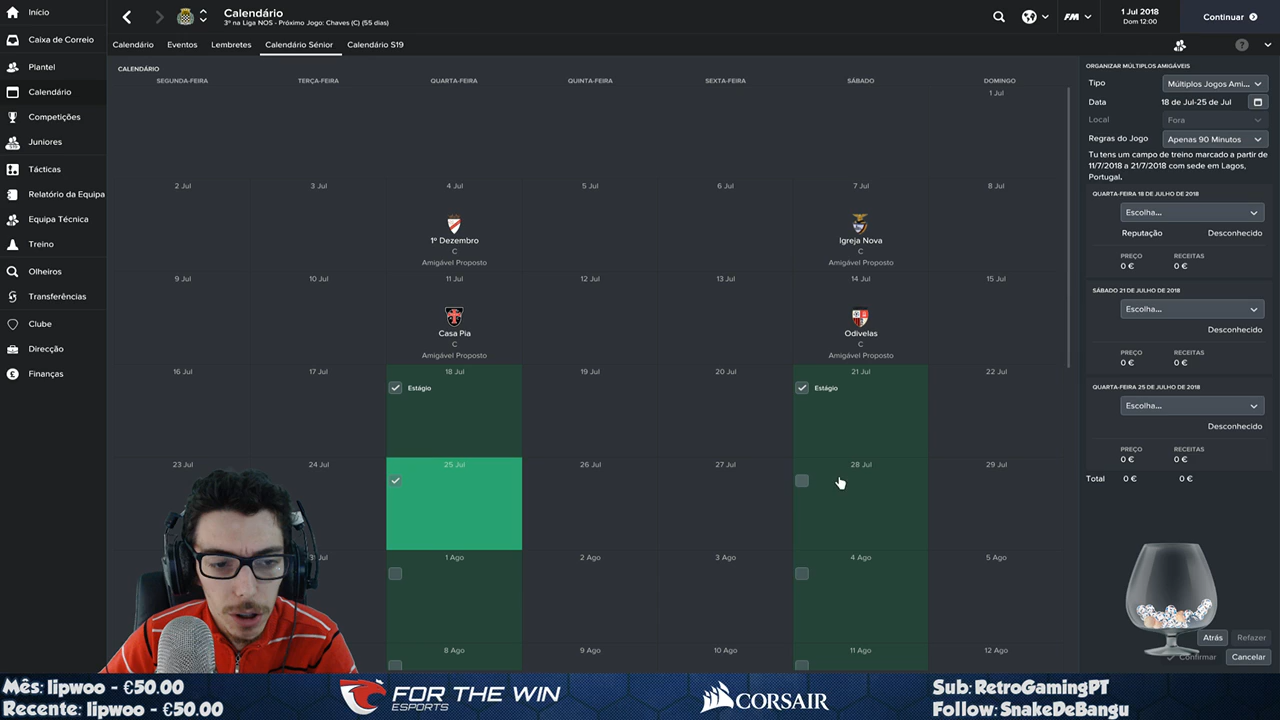 Início
Caixa de Correio
Plantel
Calendário
Competições
Juniores
Tácticas
Relatório da Equipa
Equipa Técnica
Treino
Olheiros
Transferências
Clube
Direcção
Finanças
Calendário
3º na Liga NOS - Próximo Jogo: Chaves (C) (55 dias)
FM
1 Jul 2018
Dom 12:00
Continuar
Calendário Eventos Lembretes Calendário Sénior Calendário S19
CALENDÁRIO
SEGUNDA-FEIRA TERÇA-FEIRA QUARTA-FEIRA QUINTA-FEIRA SEXTA-FEIRA SÁBADO DOMINGO
1 Jul
2 Jul 3 Jul 4 Jul 5 Jul 6 Jul 7 Jul 8 Jul
1º Dezembro Igreja Nova
C C
Amigável Proposto Amigável Proposto
9 Jul 10 Jul 11 Jul 12 Jul 13 Jul 14 Jul 15 Jul
Casa Pia Odivelas
C C
Amigável Proposto Amigável Proposto
16 Jul 17 Jul 18 Jul 19 Jul 20 Jul 21 Jul 22 Jul
Estágio Estágio
23 Jul 24 Jul 25 Jul 26 Jul 27 Jul 28 Jul 29 Jul
Jul 1 Ago 2 Ago 3 Ago 4 Ago 5 Ago
8 Ago 9 Ago 10 Ago 11 Ago 12 Ago
ORGANIZAR MÚLTIPLOS AMIGÁVEIS
Tipo Múltiplos Jogos Ami...
Data 18 de Jul-25 de Jul
Local Fora
Regras do Jogo Apenas 90 Minutos
Tu tens um campo de treino marcado a partir de
11/7/2018 a 21/7/2018 com sede em Lagos,
Portugal.
QUARTA-FEIRA 18 DE JULHO DE 2018
Escolha...
Reputação Desconhecido
PREÇO RECEITAS
0 € 0 €
SÁBADO 21 DE JULHO DE 2018
Escolha...
Desconhecido
PREÇO RECEITAS
0 € 0 €
QUARTA-FEIRA 25 DE JULHO DE 2018
Escolha...
Desconhecido
PREÇO RECEITAS
0 € 0 €
Total 0 € 0 €
Atrás Refazer
Confirmar Cancelar
Mês: lipwoo - €50.00
Recente: lipwoo - €50.00
FOR THE WIN
ESPORTS
CORSAIR
Sub: RetroGamingPT
Follow: SnakeDeBangu